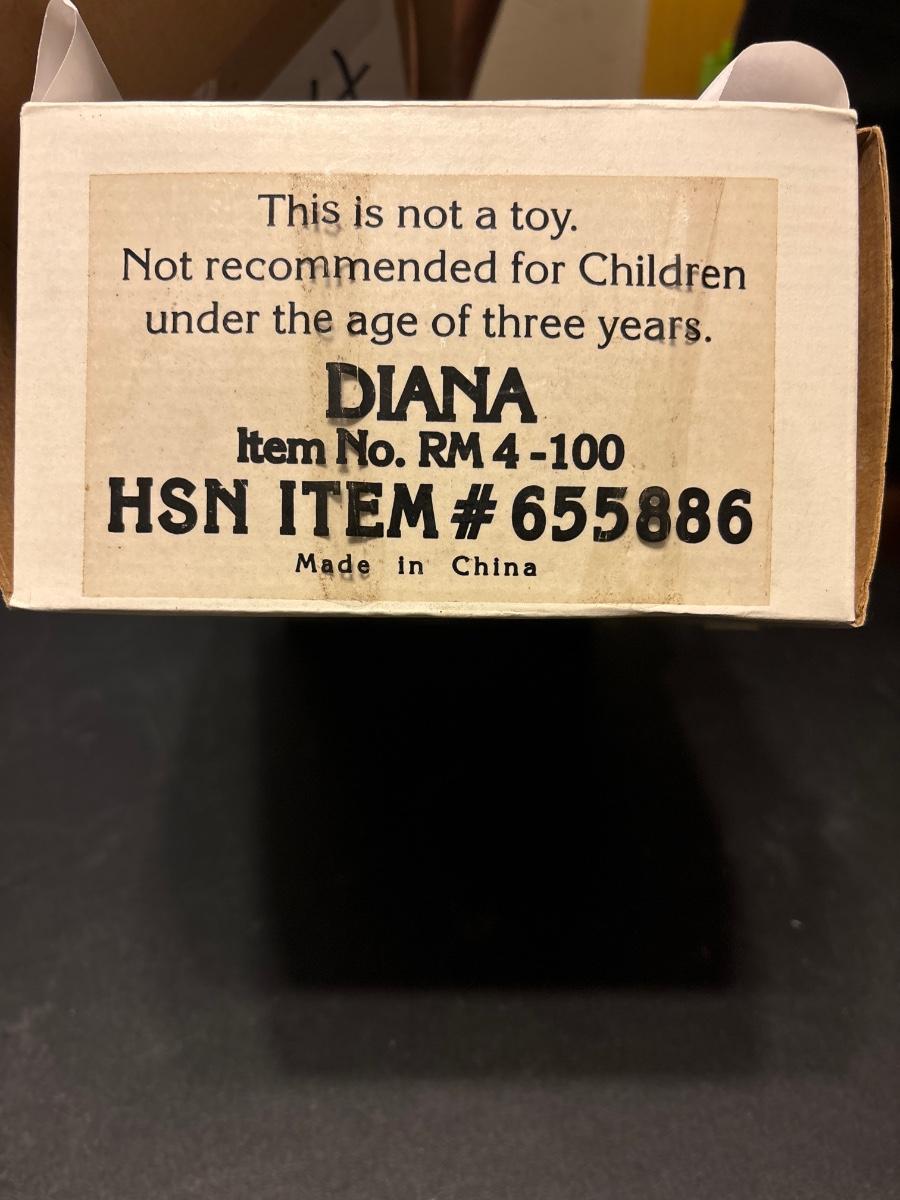 This is not a toy.
Not recommended for Children
under the age of three years.
DIANA
Item No. RM 4-100
HSN ITEM # 655886
Made in China